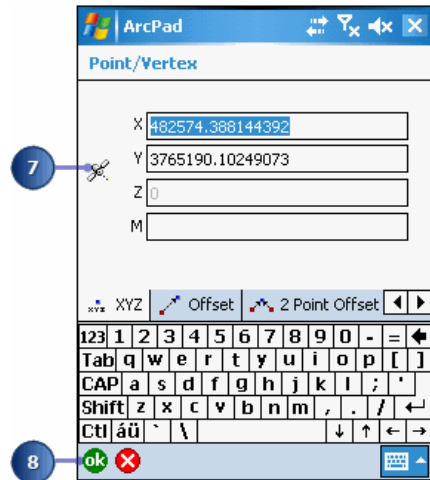 ArcPad
Point/Vertex
X 482574.388144392
7
Y 3765190.10249073
Z 0
M
XYZ XYZ Offset 2 Point Offset
123 1 2 3 4 5 6 7 8 9 0 - =
Tab q w e r t y u i o p [ ]
CAP a s d f g h j k l ; '
Shift z x c v b n m , . /
Ctl áü ` \
8 ok